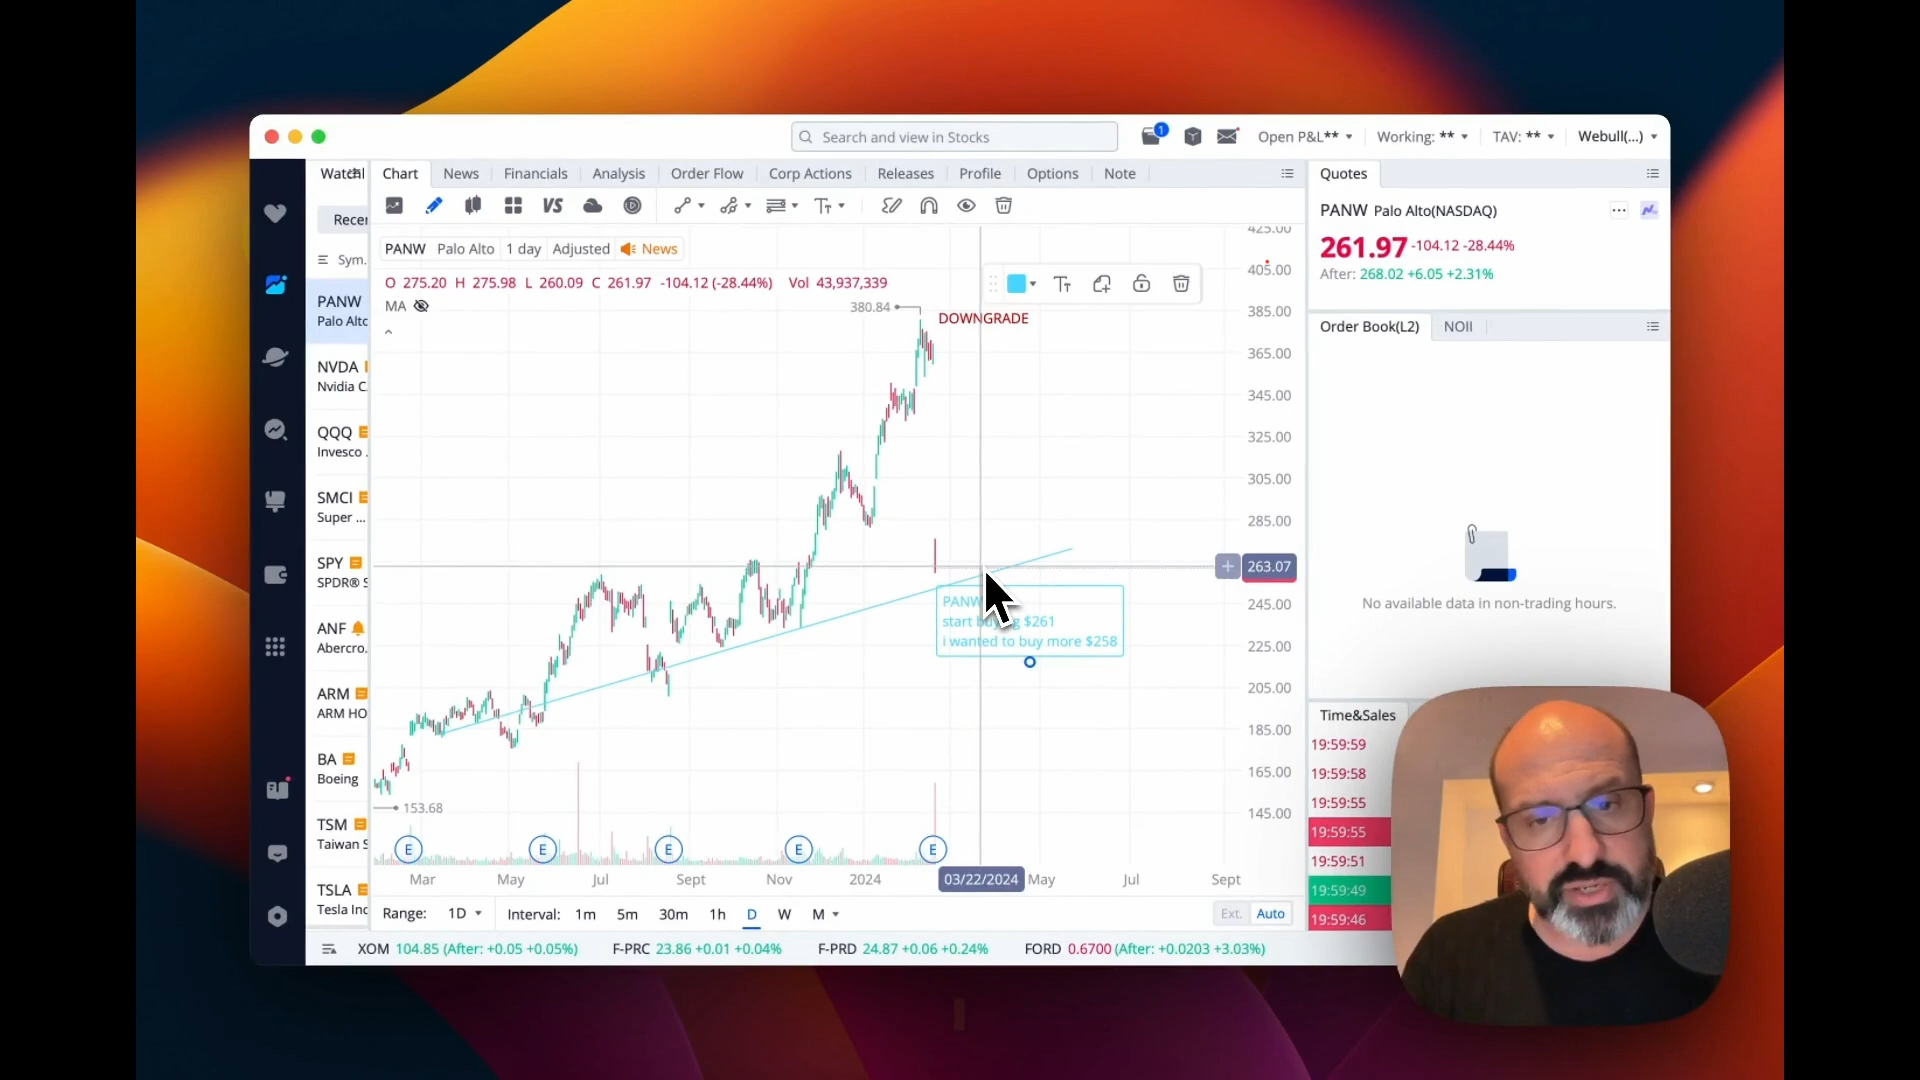 Search and view in Stocks
1
Open P&L**
Working: **
TAV: **
Webull(...)
Chart
News
Financials
Analysis
Order Flow
Corp Actions
Releases
Profile
Options
Note
Quotes
VS
PANW Palo Alto(NASDAQ)
261.97 -104.12 -28.44%
After: 268.02 +6.05 +2.31%
Recer
Sym.
PANW Palo Alto 1 day Adjusted News
O 275.20 H 275.98 L 260.09 C 261.97 -104.12 (-28.44%) Vol 43,937,339
MA
380.84
DOWNGRADE
PANW
Palo Alto
NVDA
Nvidia C
QQQ
Invesco
SMCI
Super ...
SPY
SPDR® S
ANF
Abercro.
ARM
ARM HO
BA
Boeing
TSM
Taiwan S
TSLA
Tesla Inc
425.00
405.00
385.00
365.00
345.00
325.00
305.00
285.00
263.07
245.00
225.00
205.00
185.00
165.00
145.00
PANW
start $261
i wanted to buy more $258
153.68
E
E
E
E
E
Mar
May
Jul
Sept
Nov
2024
03/22/2024
May
Jul
Sept
Order Book(L2)
NOII
No available data in non-trading hours.
Time&Sales
19:59:59
19:59:58
19:59:55
19:59:55
19:59:51
19:59:49
19:59:46
Range: 1D
Interval: 1m 5m 30m 1h D W M
Ext. Auto
XOM 104.85 (After: +0.05 +0.05%)
F-PRC 23.86 +0.01 +0.04%
F-PRD 24.87 +0.06 +0.24%
FORD 0.6700 (After: +0.0203 +3.03%)